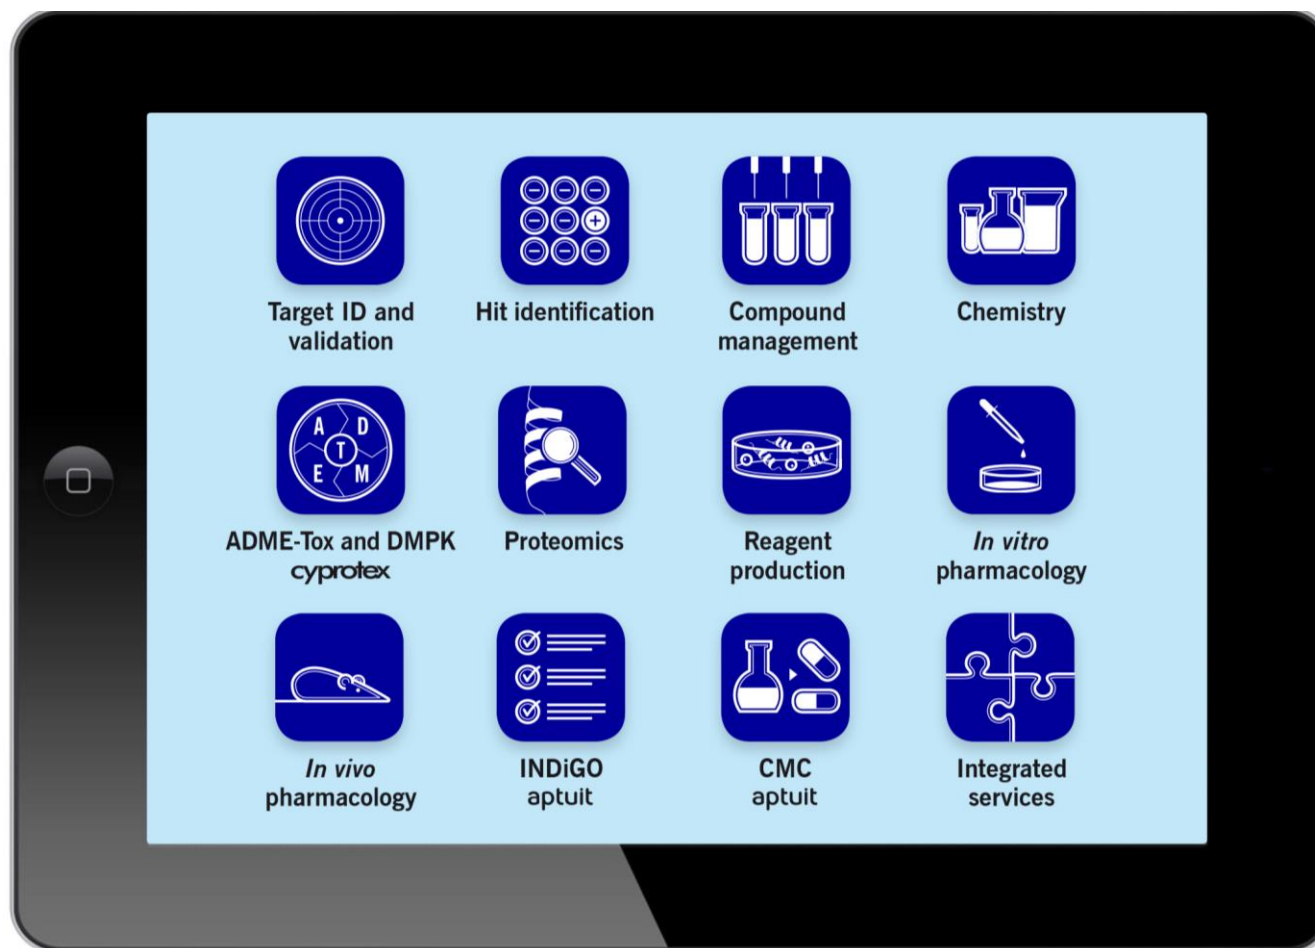 Target ID and
validation
Hit identification
Compound
management
Chemistry
A D
T
E M
ADME-Tox and DMPK
cyprotex
Proteomics
Reagent
production
In vitro
pharmacology
In vivo
pharmacology
INDiGO
aptuit
CMC
aptuit
Integrated
services